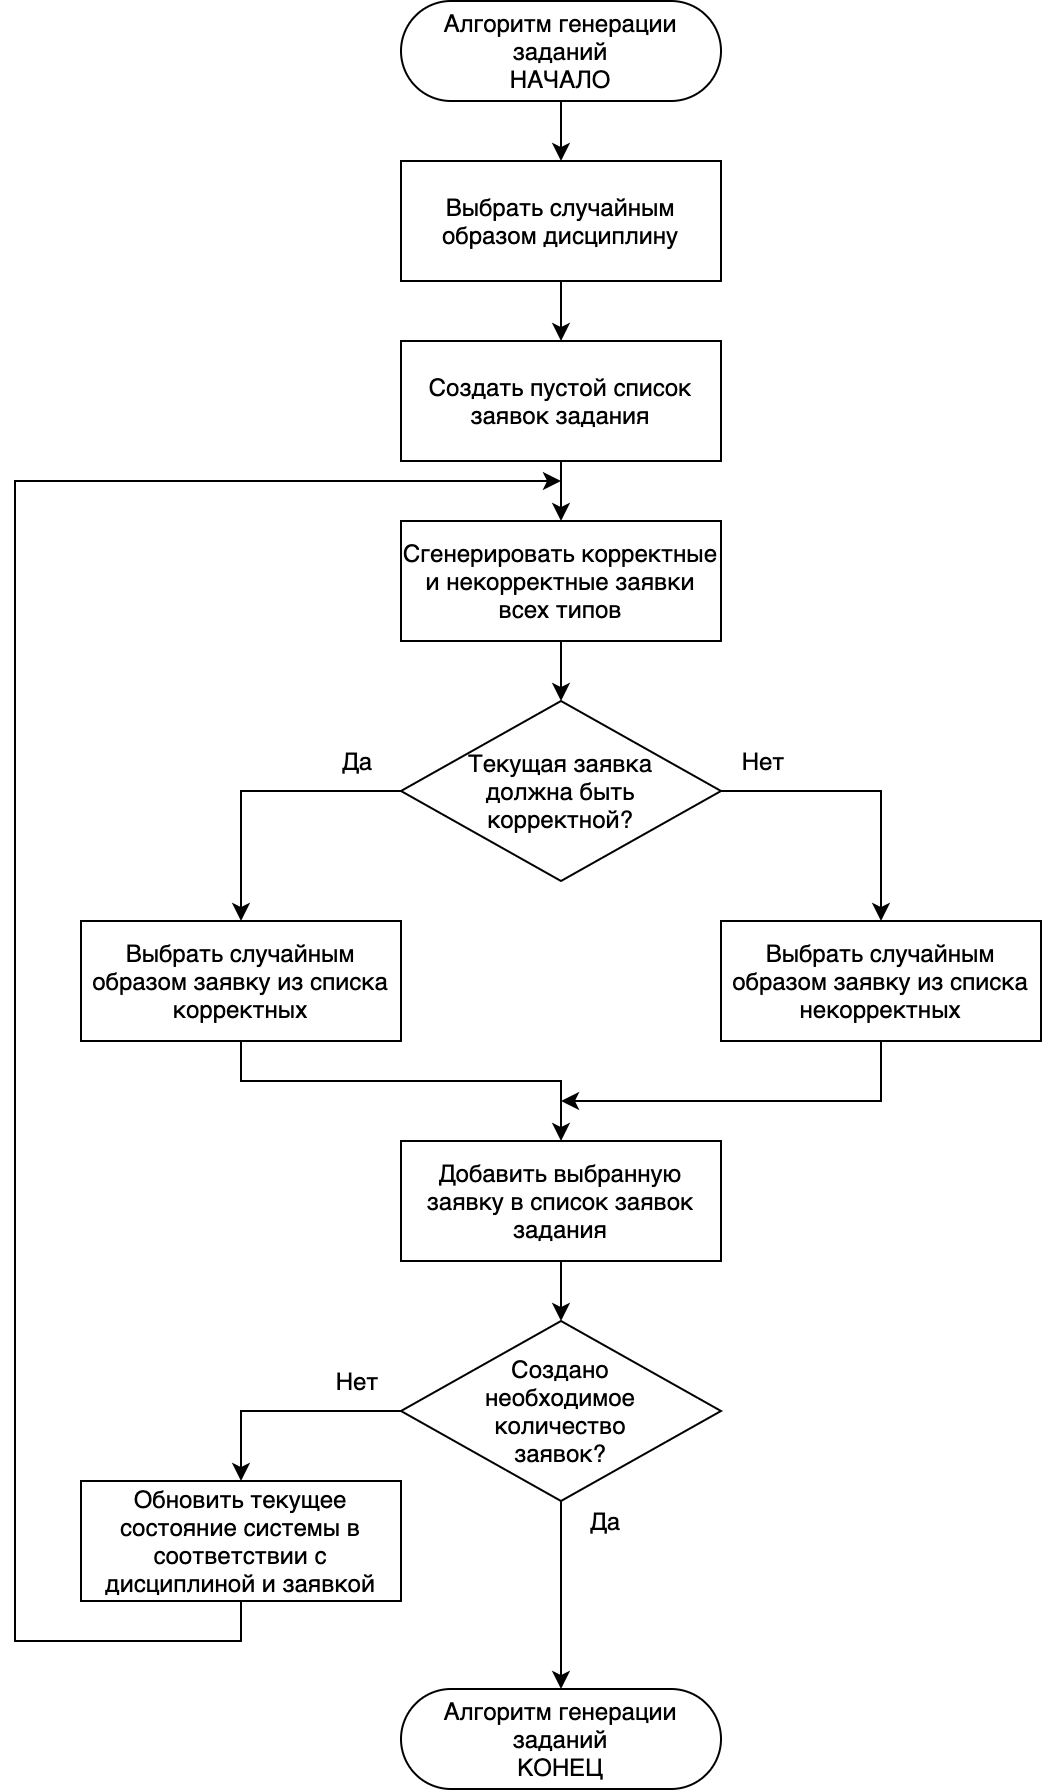 Алгоритм генерации
заданий
НАЧАЛО
Выбрать случайным
образом дисциплину
Создать пустой список
заявок задания
Сгенерировать корректные
и некорректные заявки
всех типов
Да
Нет
Текущая заявка
должна быть
корректной?
Выбрать случайным
образом заявку из списка
корректных
Выбрать случайным
образом заявку из списка
некорректных
Добавить выбранную
заявку в список заявок
задания
Создано
необходимое
количество
заявок?
Нет
Обновить текущее
состояние системы в
соответствии с
дисциплиной и заявкой
Да
Алгоритм генерации
заданий
КОНЕЦ